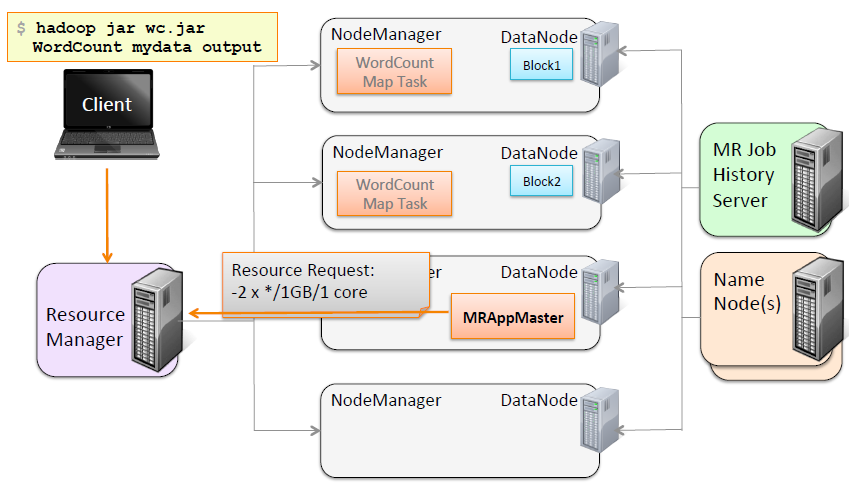 $ hadoop jar wc.jar
WordCount mydata output
Client
Resource
Manager
NodeManager
DataNode
WordCount
Map Task
Block1
NodeManager
DataNode
WordCount
Map Task
Block2
Resource Request:
-2 x */1GB/1 core
er
DataNode
MRAppMaster
NodeManager
DataNode
MR Job
History
Server
Name
Node(s)